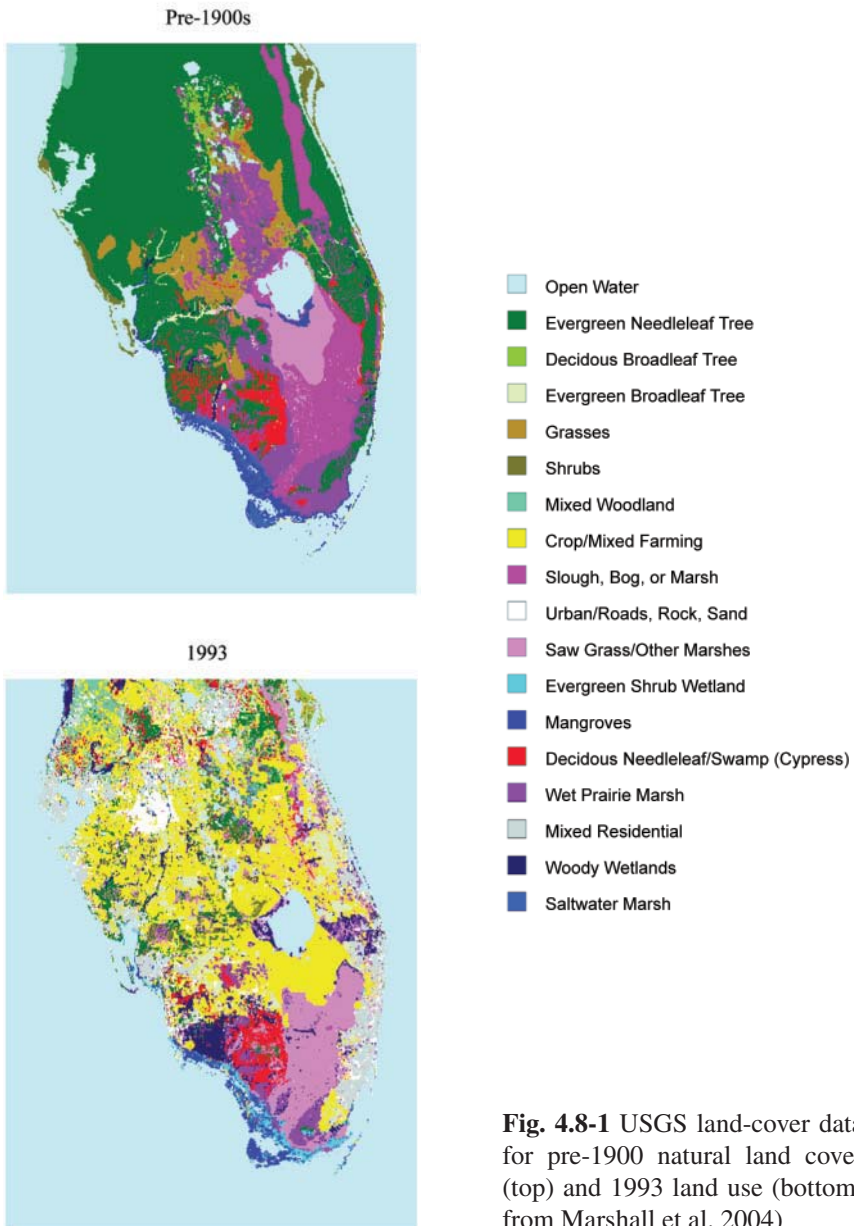 Pre-1900s
Open Water
Evergreen Needleleaf Tree
Decidous Broadleaf Tree
Evergreen Broadleaf Tree
Grasses
Shrubs
Mixed Woodland
Crop/Mixed Farming
Slough, Bog, or Marsh
Urban/Roads, Rock, Sand
Saw Grass/Other Marshes
Evergreen Shrub Wetland
Mangroves
Decidous Needleleaf/Swamp (Cypress)
Wet Prairie Marsh
Mixed Residential
Woody Wetlands
Saltwater Marsh
1993
Fig. 4.8-1 USGS land-cover data
for pre-1900 natural land cover
(top) and 1993 land use (bottom
from Marshall et al. 2004)